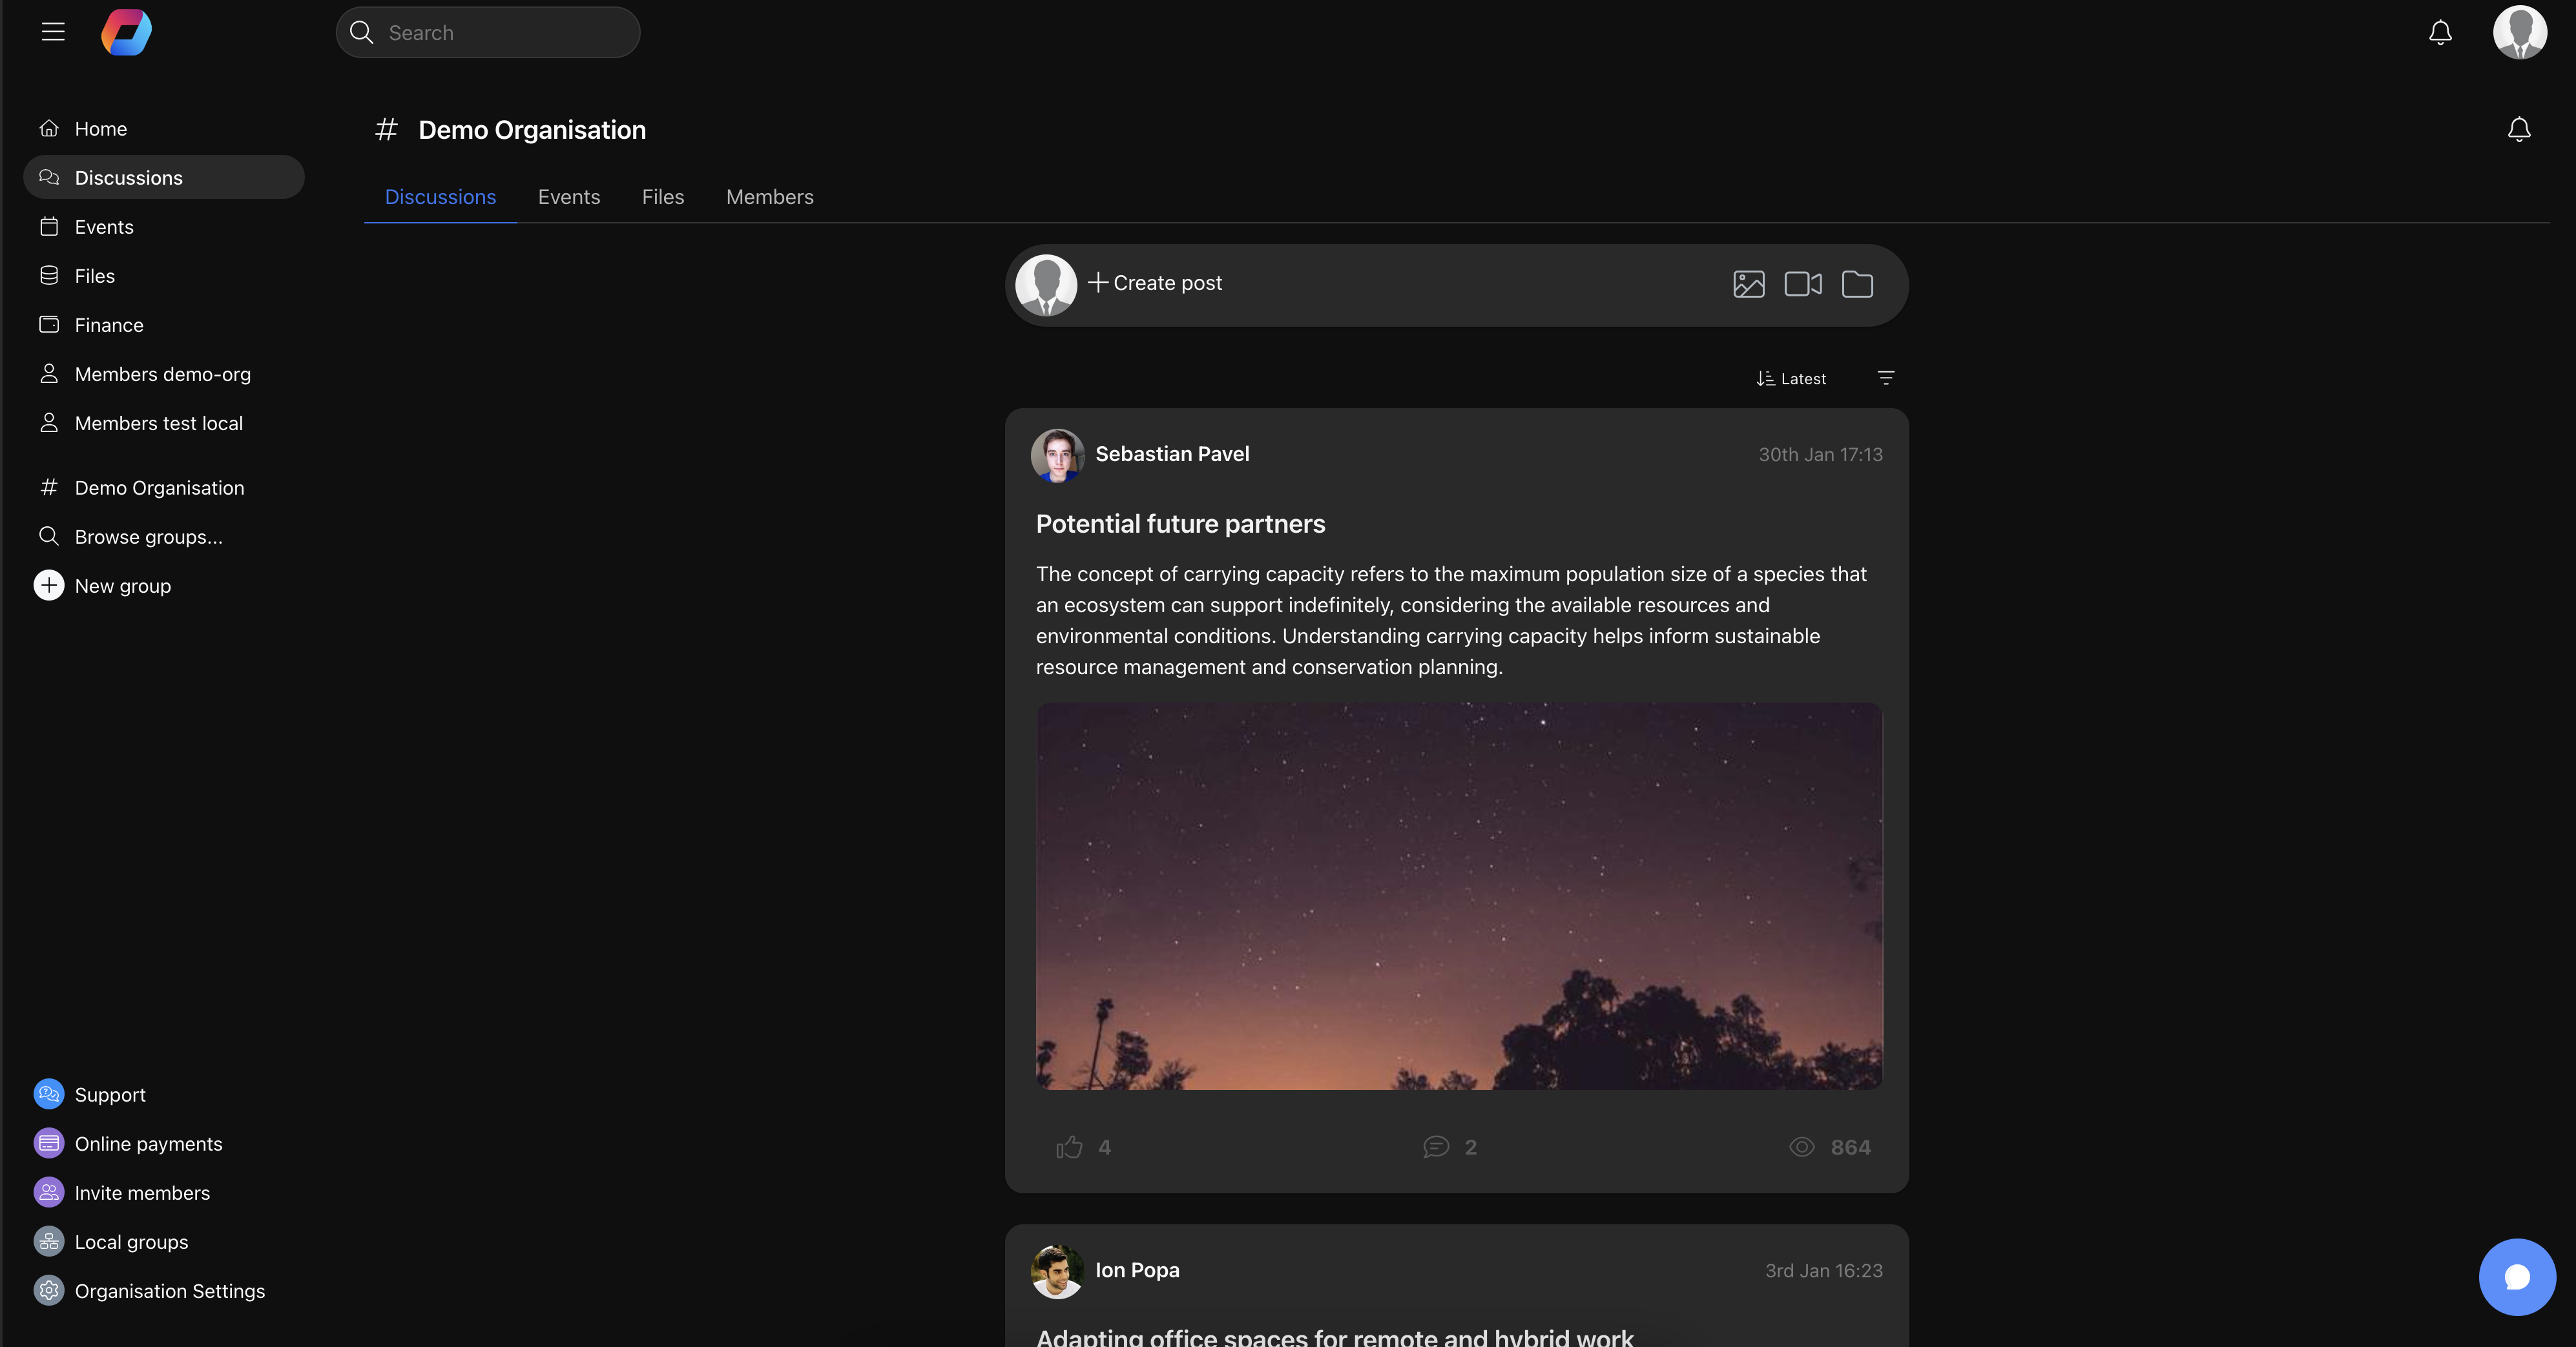 Search
Home
Discussions
Events
Files
Finance
Members demo-org
Members test local
Demo Organisation
Browse groups...
New group
Support
Online payments
Invite members
Local groups
Organisation Settings
Demo Organisation
Discussions Events Files Members
Create post
Latest
Sebastian Pavel 30th Jan 17:13
Potential future partners
The concept of carrying capacity refers to the maximum population size of a species that
an ecosystem can support indefinitely, considering the available resources and
environmental conditions. Understanding carrying capacity helps inform sustainable
resource management and conservation planning.
4 2 864
Ion Popa 3rd Jan 16:23
Adapting office spaces for remote and hybrid work